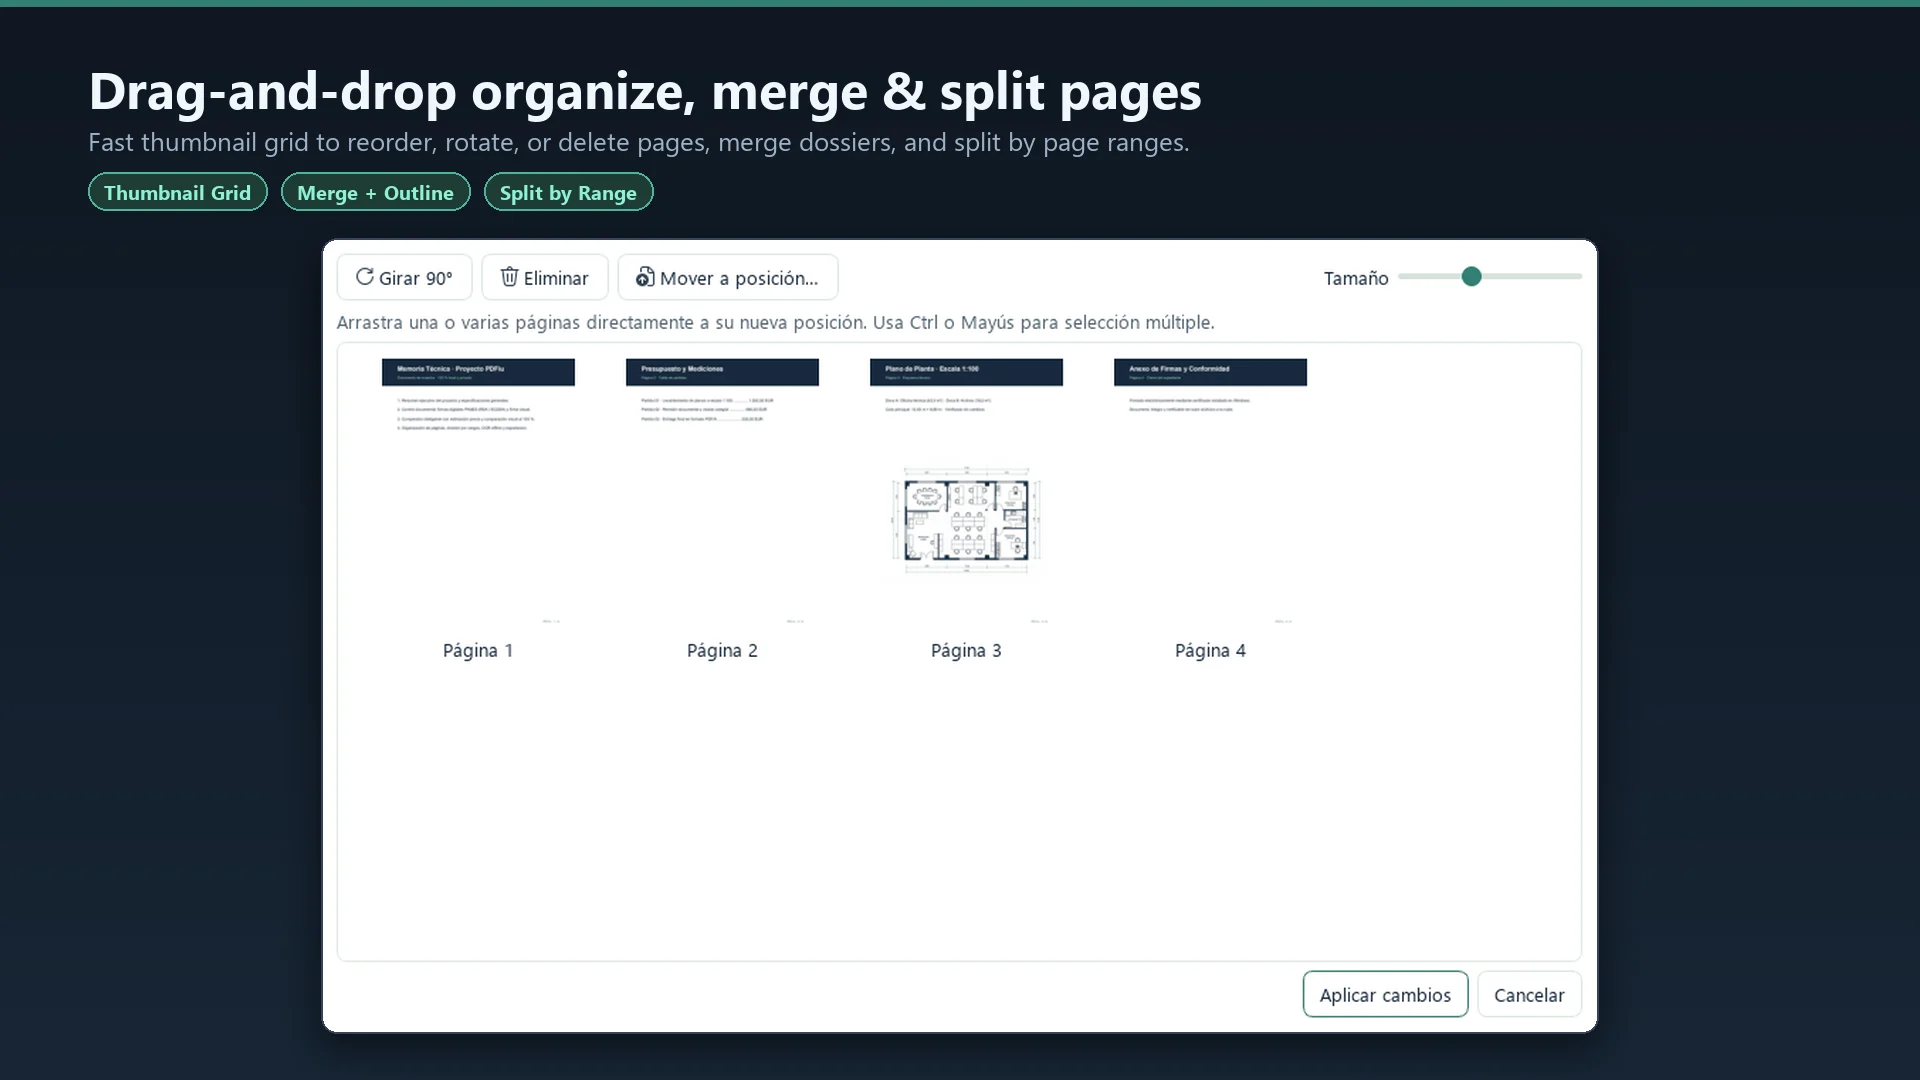 Drag-and-drop organize, merge & split pages
Fast thumbnail grid to reorder, rotate, or delete pages, merge dossiers, and split by page ranges.
Thumbnail Grid
Merge + Outline
Split by Range
Girar 90°
Eliminar
Mover a posición...
Tamaño
Arrastra una o varias páginas directamente a su nueva posición. Usa Ctrl o Mayús para selección múltiple.
Memoria Técnica · Proyecto PDFlu
Presupuesto y Mediciones
Plano de Planta · Escala 1:100
Anexo de Firmas y Conformidad
Página 1
Página 2
Página 3
Página 4
Aplicar cambios
Cancelar